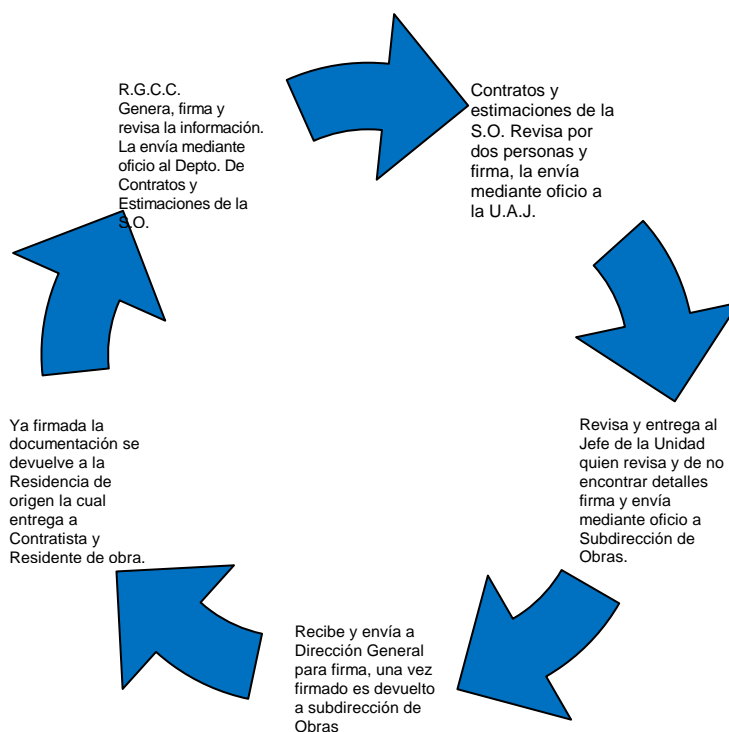 R.G.C.C.
Genera, firma y
revisa la información.
La envía mediante
oficio al Depto. De
Contratos y
Estimaciones de la
S.O.
Contratos y
estimaciones de la
S.O. Revisa por
dos personas y
firma, la envía
mediante oficio a
la U.A.J.
Revisa y entrega al
Jefe de la Unidad
quien revisa y de no
encontrar detalles
firma y envía
mediante oficio a
Subdirección de
Obras.
Recibe y envía a
Dirección General
para firma, una vez
firmado es devuelto
a subdirección de
Obras
Ya firmada la
documentación se
devuelve a la
Residencia de
origen la cual
entrega a
Contratista y
Residente de obra.